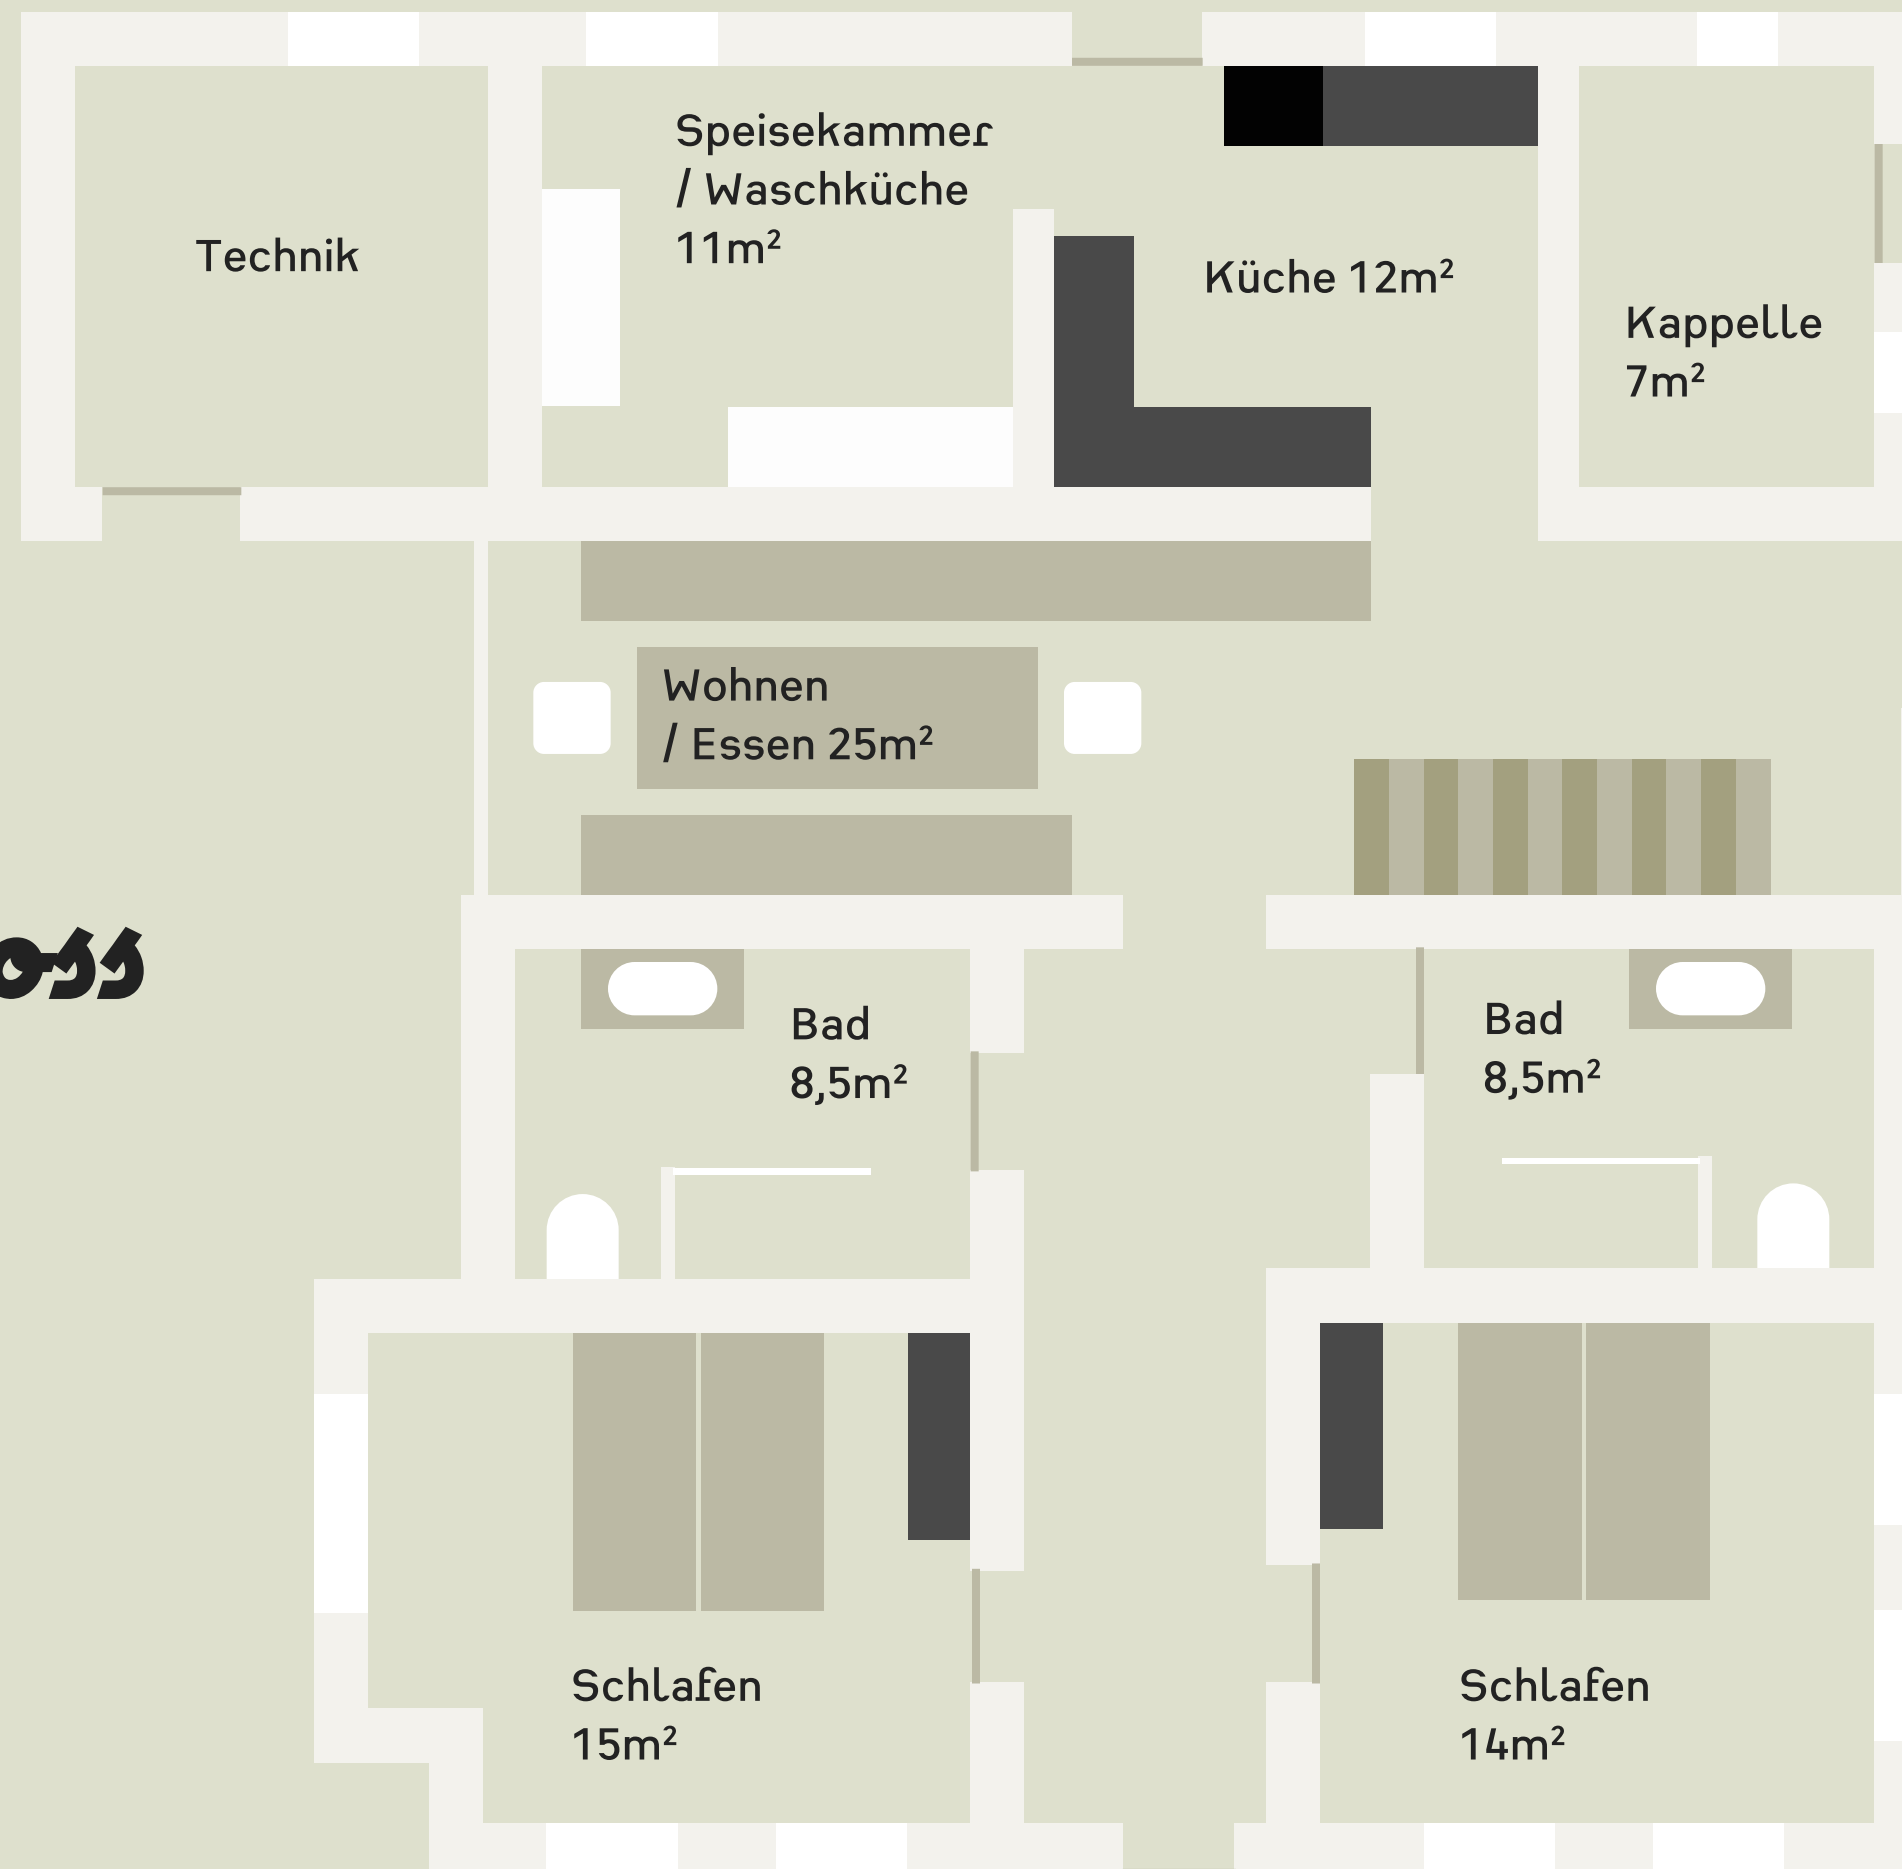 Speisekammer
/ Waschküche
11m²
Technik
Küche 12m²
Kappelle
7m²
Wohnen
/ Essen 25m²
oss
Bad
8,5m²
Bad
8,5m²
Schlafen
15m²
Schlafen
14m²